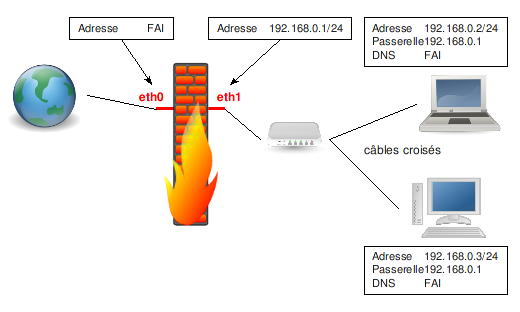 Adresse FAI
Adresse 192.168.0.1/24
Adresse 192.168.0.2/24
Passerelle192.168.0.1
DNS FAI
eth0
eth1
câbles croisés
Adresse 192.168.0.3/24
Passerelle192.168.0.1
DNS FAI